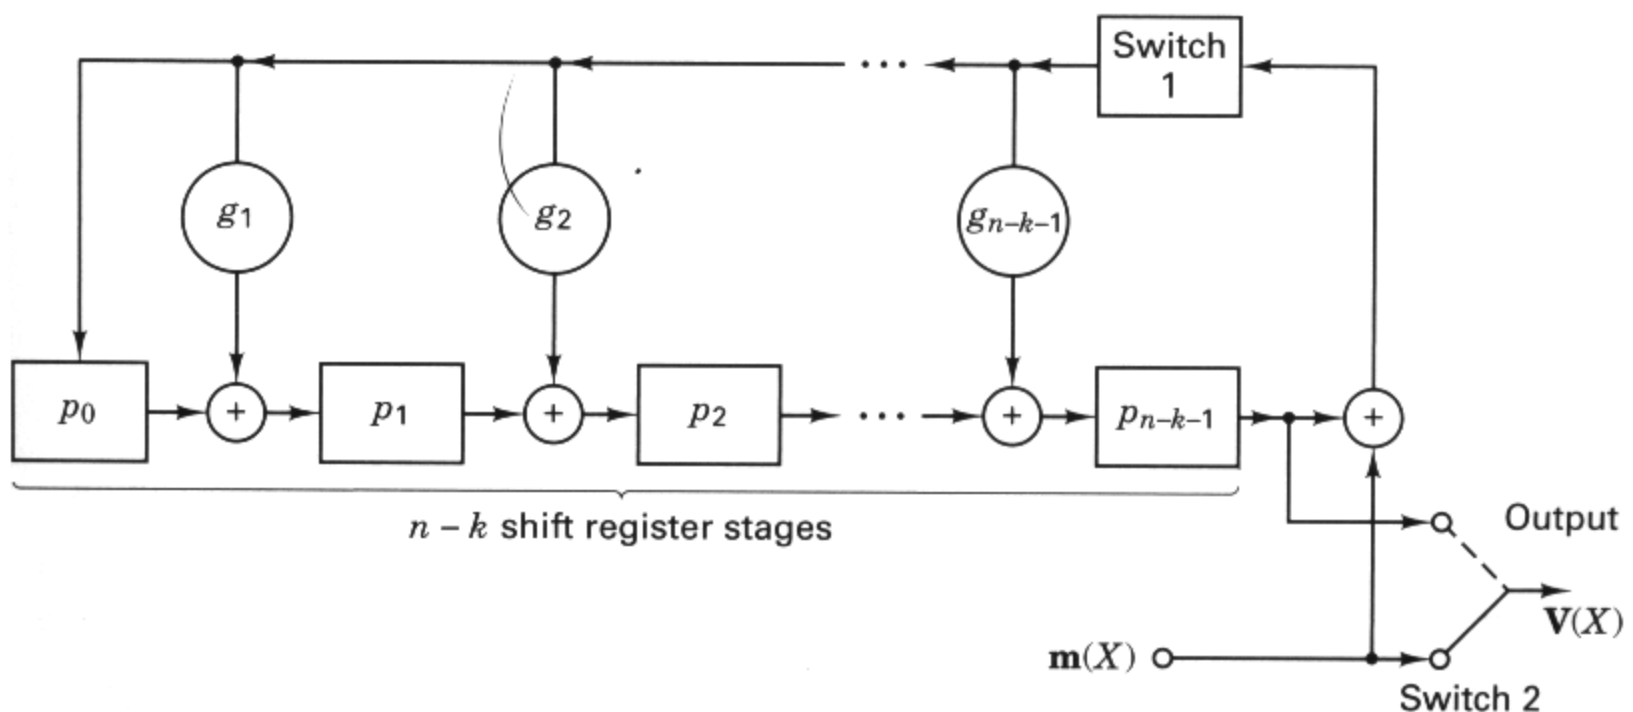 Switch
1
...
g1
g2
gn−k−1
p0
+
p1
+
p2
...
+
pn−k−1
+
n − k shift register stages
Output
V(X)
m(X)
Switch 2